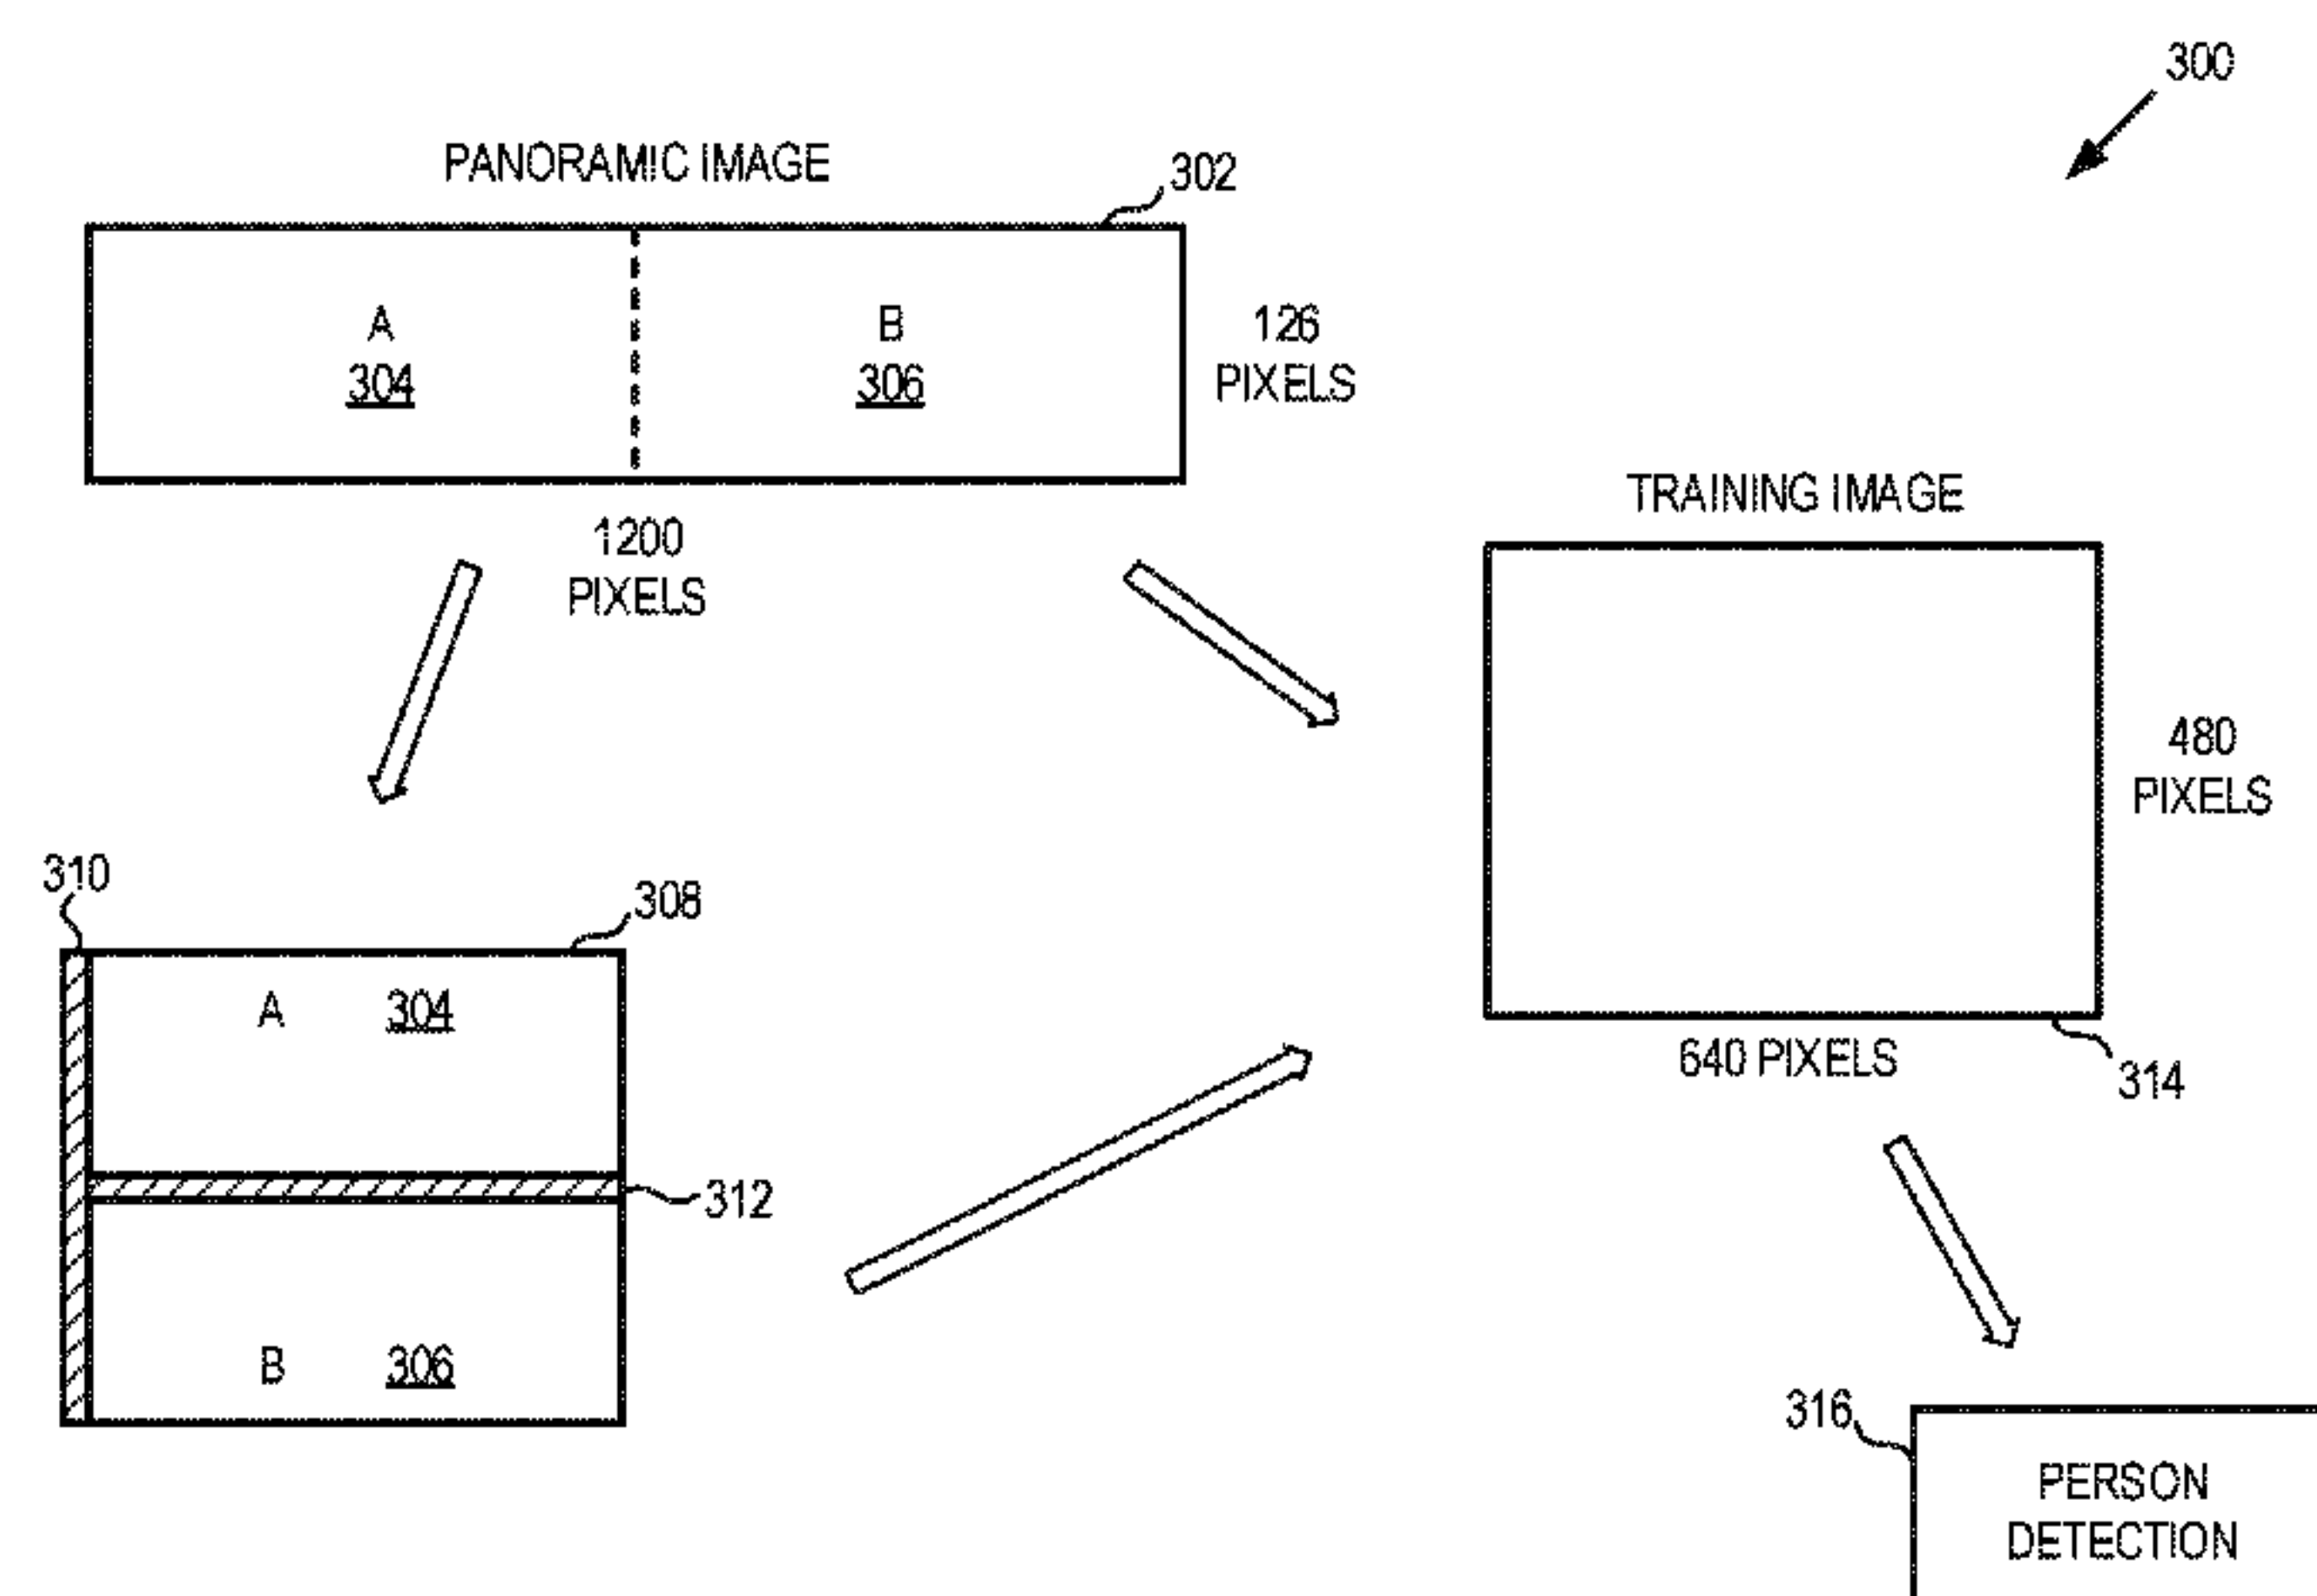 300
PANORAMIC IMAGE
302
A
304
B
306
126
PIXELS
1200
PIXELS
TRAINING IMAGE
480
PIXELS
640 PIXELS
314
310
308
A 304
312
B 306
316
PERSON
DETECTION